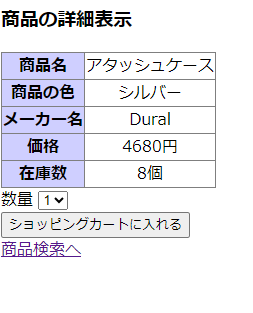 商品の詳細表示
商品名 アタッシュケース
商品の色 シルバー
メーカー名 Dural
価格 4680円
在庫数 8個
数量 1
ショッピングカートに入れる
商品検索へ